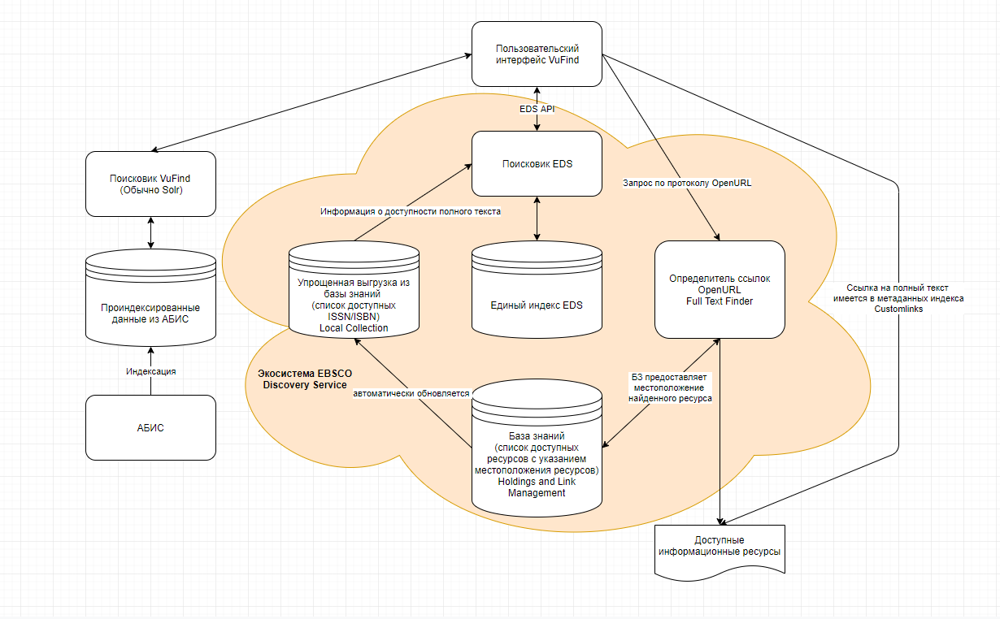 Пользовательский
интерфейс VuFind
EDS API
Поисковик VuFind
(Обычно Solr)
Поисковик EDS
Запрос по протоколу OpenURL
Информация о доступности полного текста
Проиндексированные
данные из АБИС
Упрощенная выгрузка из
базы знаний
(список доступных
ISSN/ISBN)
Local Collection
Единый индекс EDS
Определитель ссылок
OpenURL
Full Text Finder
Ссылка на полный текст
имеется в метаданных индекса
Customlinks
Индексация
Экосистема EBSCO
Discovery Service
автоматически обновляется
БЗ предоставляет
местоположение
найденного ресурса
АБИС
База знаний
(список доступных
ресурсов с указанием
местоположения ресурсов)
Holdings and Link
Management
Доступные
информационные ресурсы